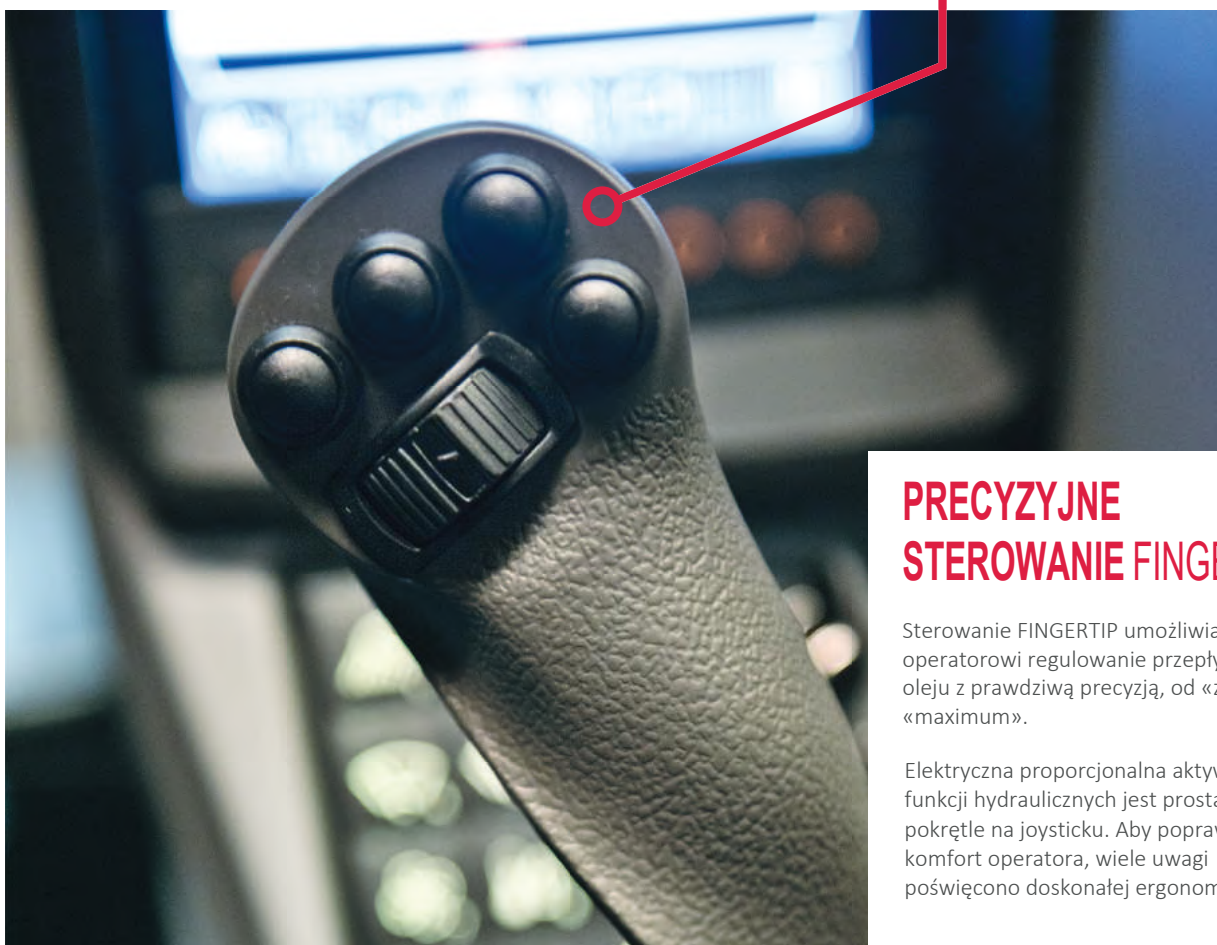 PRECYZYJNE
STEROWANIE FINGE
Sterowanie FINGERTIP umożliwia
operatorowi regulowanie przepły
oleju z prawdziwą precyzją, od «z
«maximum».
Elektryczna proporcjonalna aktyw
funkcji hydraulicznych jest prosta
pokrętle na joysticku. Aby popraw
komfort operatora, wiele uwagi
poświęcono doskonałej ergonom